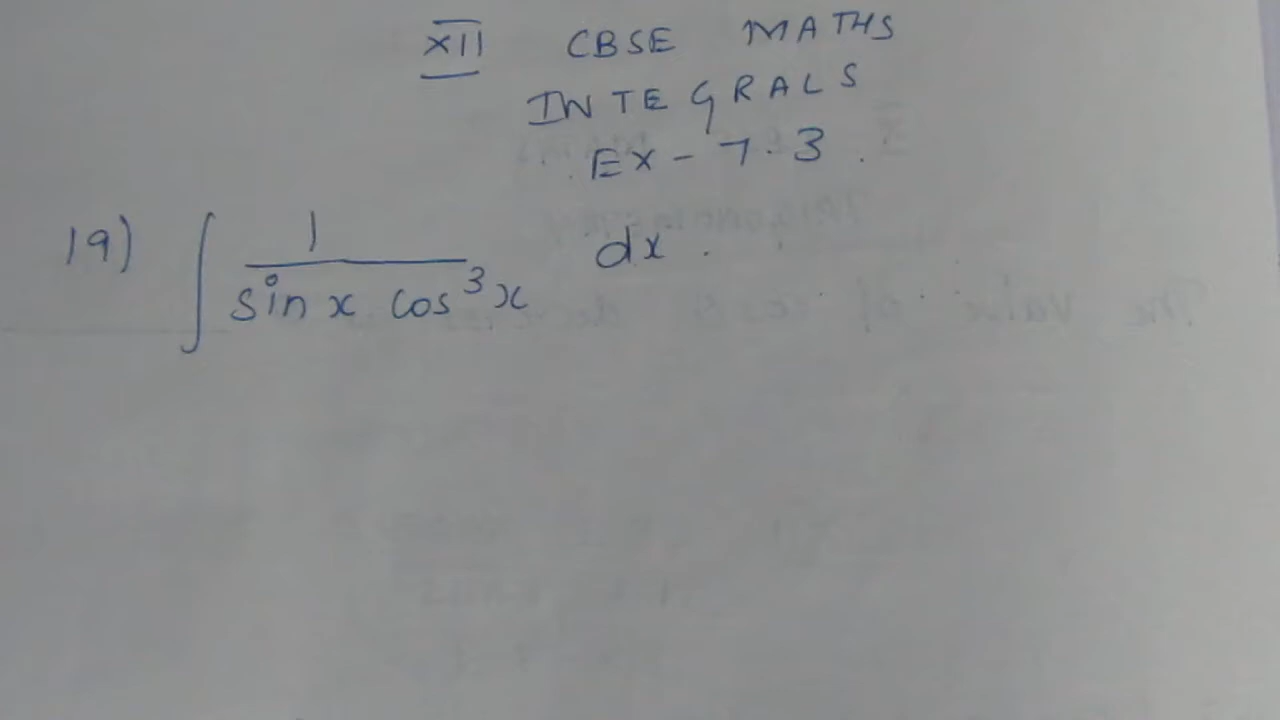 XII CBSE MATHS
INTEGRALS
EX - 7.3.
19) ∫ 1/(sin x cos³x) dx.